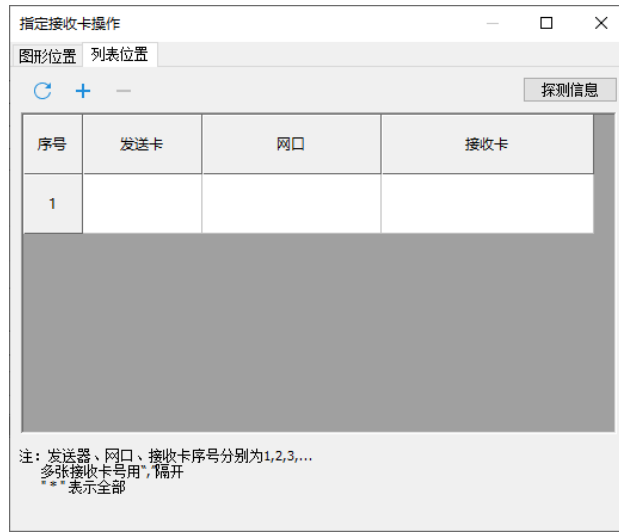 指定接收卡操作
图形位置 列表位置
探测信息
序号 发送卡 网口 接收卡
1
注：发送器、网口、接收卡序号分别为1,2,3,...
多张接收卡号用","隔开
"*"表示全部